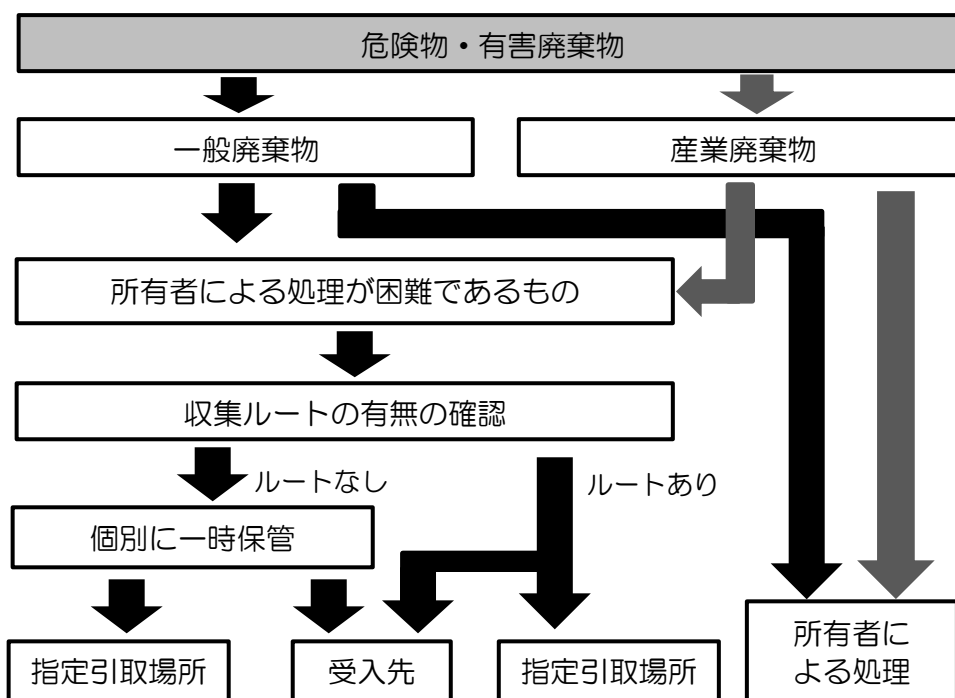 危険物・有害廃棄物
一般廃棄物
産業廃棄物
所有者による処理が困難であるもの
収集ルートの有無の確認
ルートなし
ルートあり
個別に一時保管
指定引取場所
受入先
指定引取場所
所有者に
よる処理